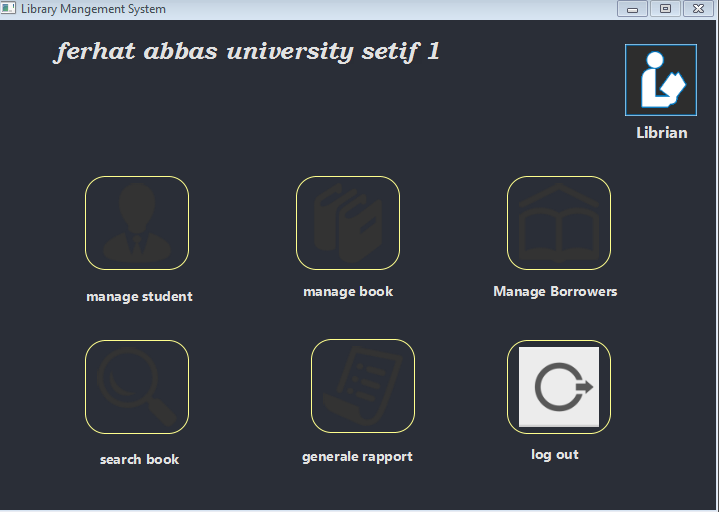 Library Mangement System
ferhat abbas university setif 1
Librian
manage student
manage book
Manage Borrowers
search book
generale rapport
log out